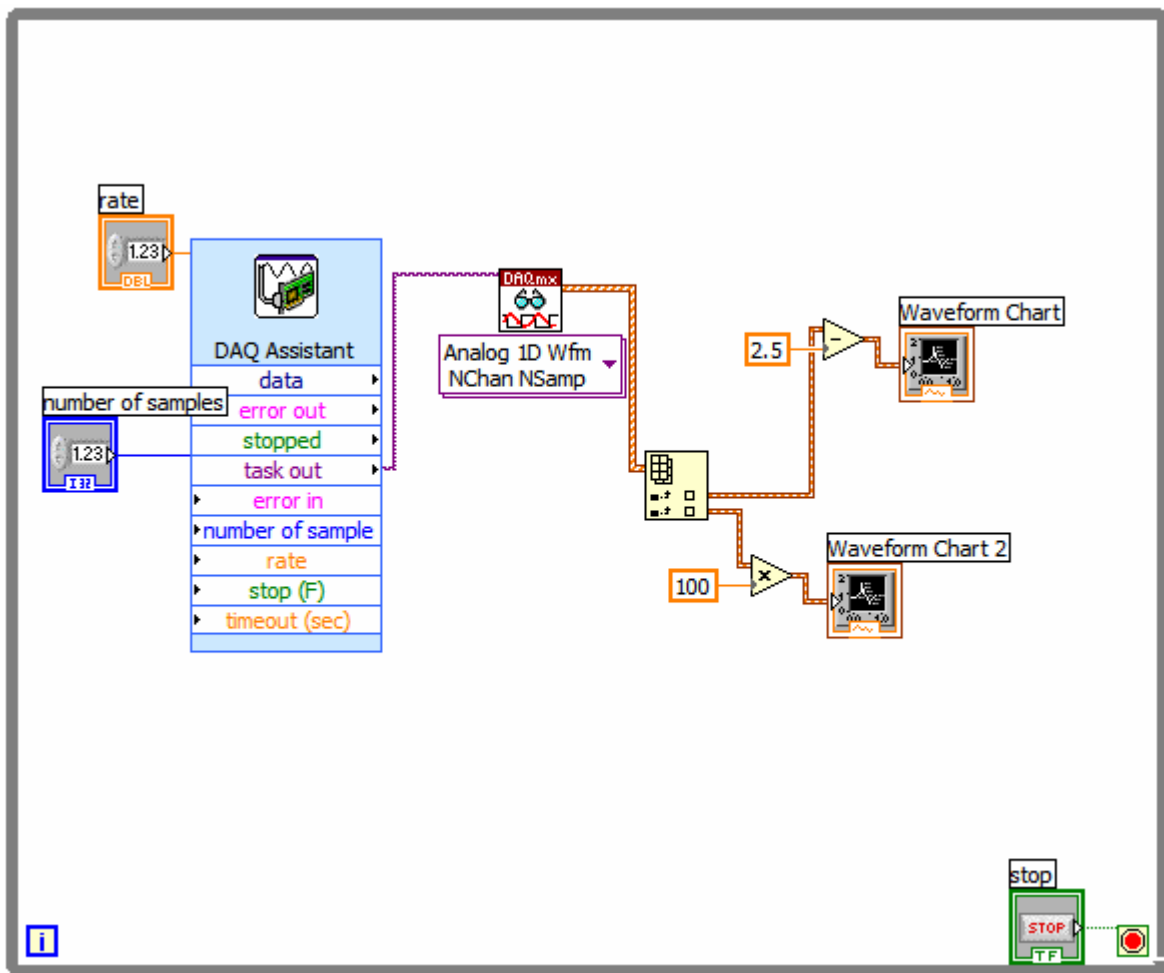 rate
1.23
DBL
DAQ Assistant
data
error out
stopped
task out
error in
number of sample
rate
stop (F)
timeout (sec)
number of samples
1.23
I32
DAQmx
Analog 1D Wfm
NChan NSamp
2.5
-
Waveform Chart
100
x
Waveform Chart 2
i
stop
STOP
TF